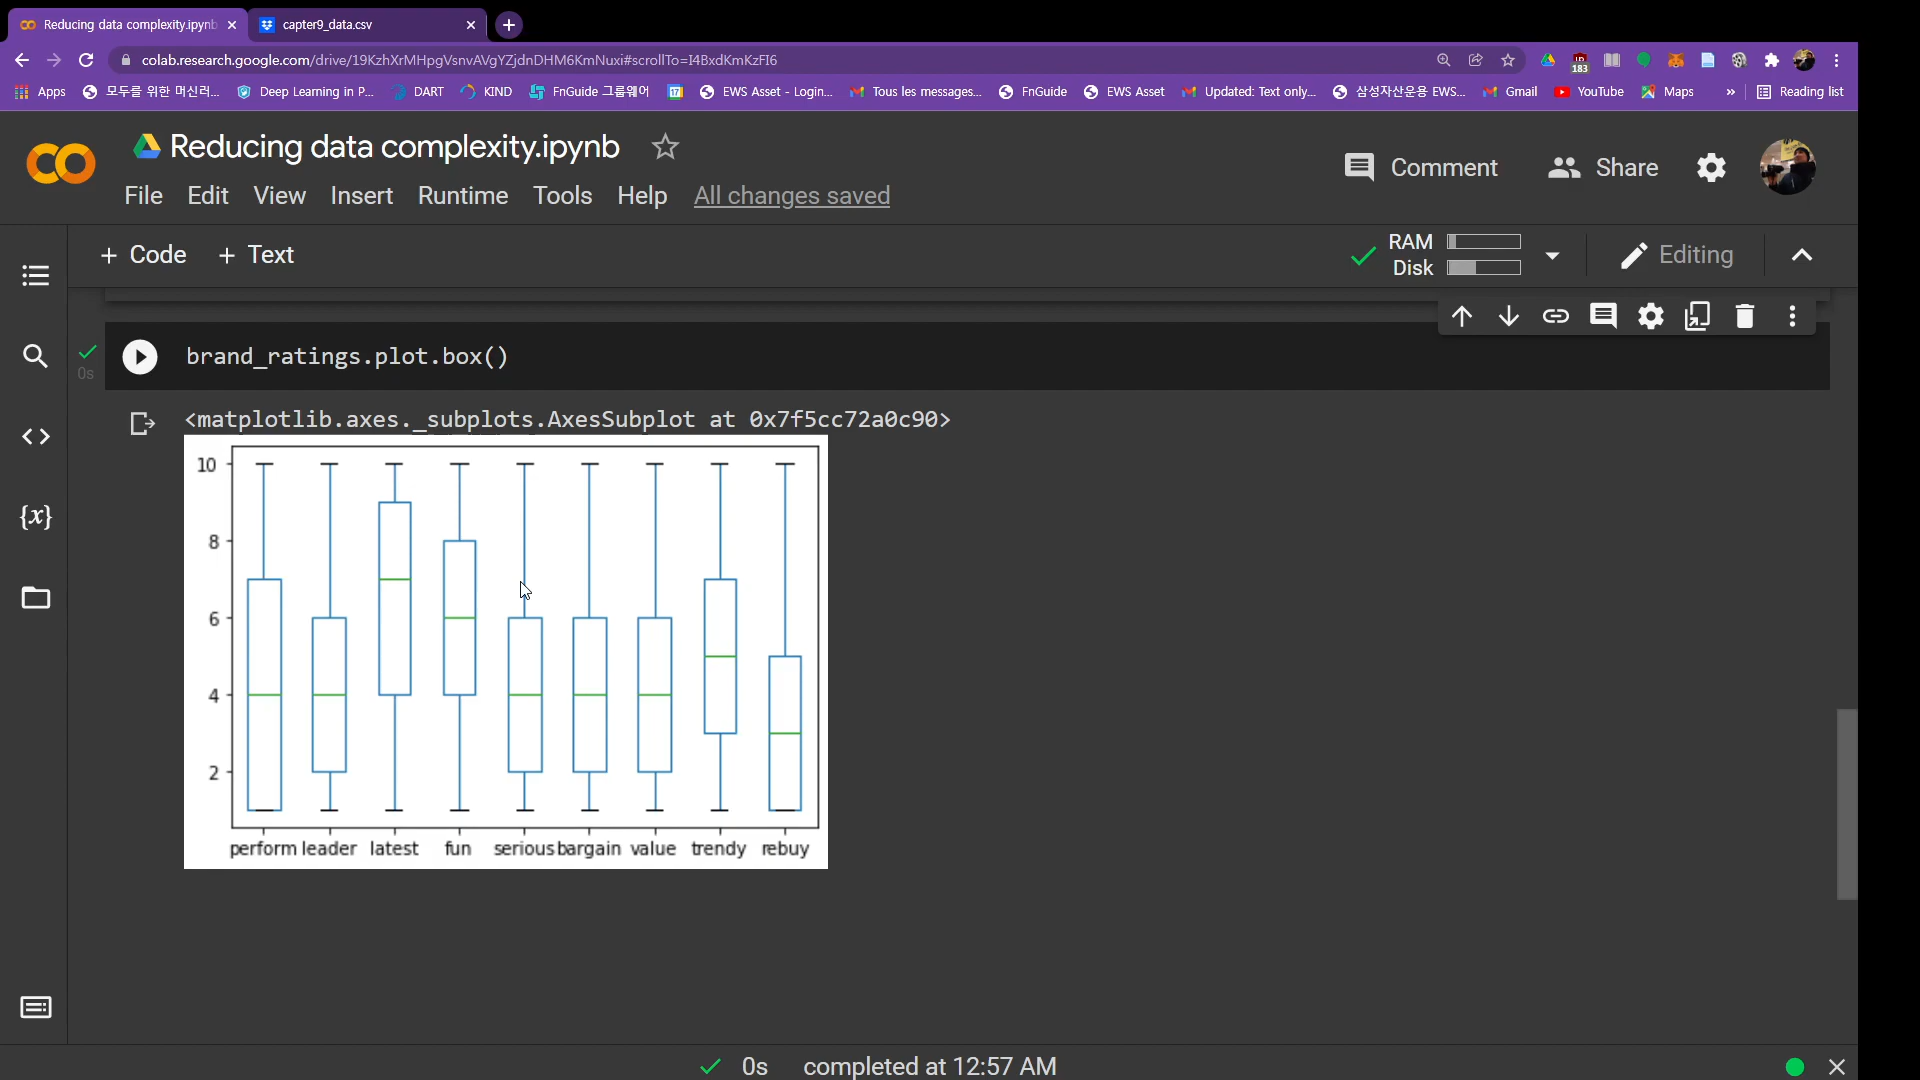 Reducing data complexity.ipynb
capter9_data.csv
colab.research.google.com/drive/19KzhXrMHpgVsnvAVgYZjdnDHM6KmNuxi#scrollTo=I4BxdKmKzFI6
183
Apps 모두를 위한 머신러... Deep Learning in P... DART KIND FnGuide 그룹웨어 17 EWS Asset - Login... Tous les messages... FnGuide EWS Asset Updated: Text only... 삼성자산운용 EWS... Gmail YouTube Maps » Reading list
Reducing data complexity.ipynb
Comment Share
File Edit View Insert Runtime Tools Help All changes saved
+ Code + Text
RAM
Disk
Editing
brand_ratings.plot.box()
0s
<matplotlib.axes._subplots.AxesSubplot at 0x7f5cc72a0c90>
{x}
10
8
6
4
2
perform leader latest fun serious bargain value trendy rebuy
0s completed at 12:57 AM